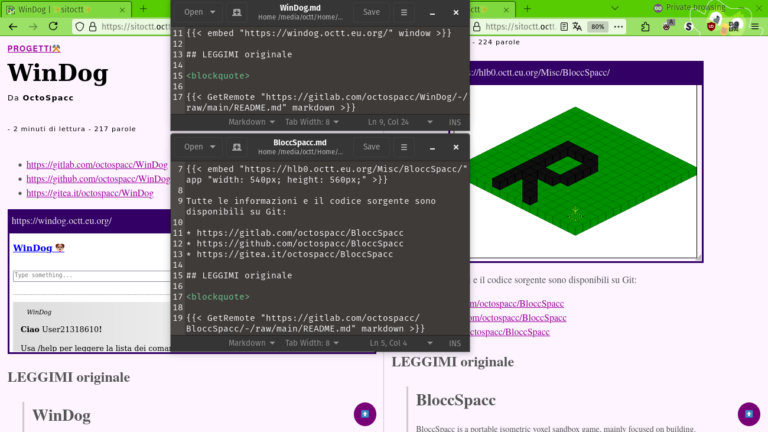 WinDog | ☆sitoctt☆
https://sitoctt.oc
PROGETTI
WinDog
Da OctoSpacc
- 2 minuti di lettura - 217 parole
https://gitlab.com/octospacc/WinDog
https://github.com/octospacc/WinDog
https://gitea.it/octospacc/WinDog
https://windog.octt.eu.org/
WinDog
Type something...
WinDog
Ciao User21318610!
Usa /help per leggere la lista dei coma
LEGGIMI originale
WinDog
Open
WinDog.md
Home /media/octt/Home/…
Save
11 {{< embed "https://windog.octt.eu.org/" window >}}
12
13 ## LEGGIMI originale
14
15 <blockquote>
16
17 {{< GetRemote "https://gitlab.com/octospacc/WinDog/-/
raw/main/README.md" markdown >}}
Markdown
Tab Width: 8
Ln 9, Col 24
INS
Open
BloccSpacc.md
Home /media/octt/Home/…
Save
7 {{< embed "https://hlb0.octt.eu.org/Misc/BloccSpacc/"
app "width: 540px; height: 560px;" >}}
8
9 Tutte le informazioni e il codice sorgente sono
disponibili su Git:
10
11 * https://gitlab.com/octospacc/BloccSpacc
12 * https://github.com/octospacc/BloccSpacc
13 * https://gitea.it/octospacc/BloccSpacc
14
15 ## LEGGIMI originale
16
17 <blockquote>
18
19 {{< GetRemote "https://gitlab.com/octospacc/
BloccSpacc/-/raw/main/README.md" markdown >}}
Markdown
Tab Width: 8
Ln 5, Col 4
INS
Private browsing
https://sitoctt.oct
80%
- 224 parole
s://hlb0.octt.eu.org/Misc/BloccSpacc/
e il codice sorgente sono disponibili su Git:
om/octospacc/BloccSpacc
com/octospacc/BloccSpacc
octospacc/BloccSpacc
LEGGIMI originale
BloccSpacc
BloccSpacc is a portable isometric voxel sandbox game, mainly focused on building.